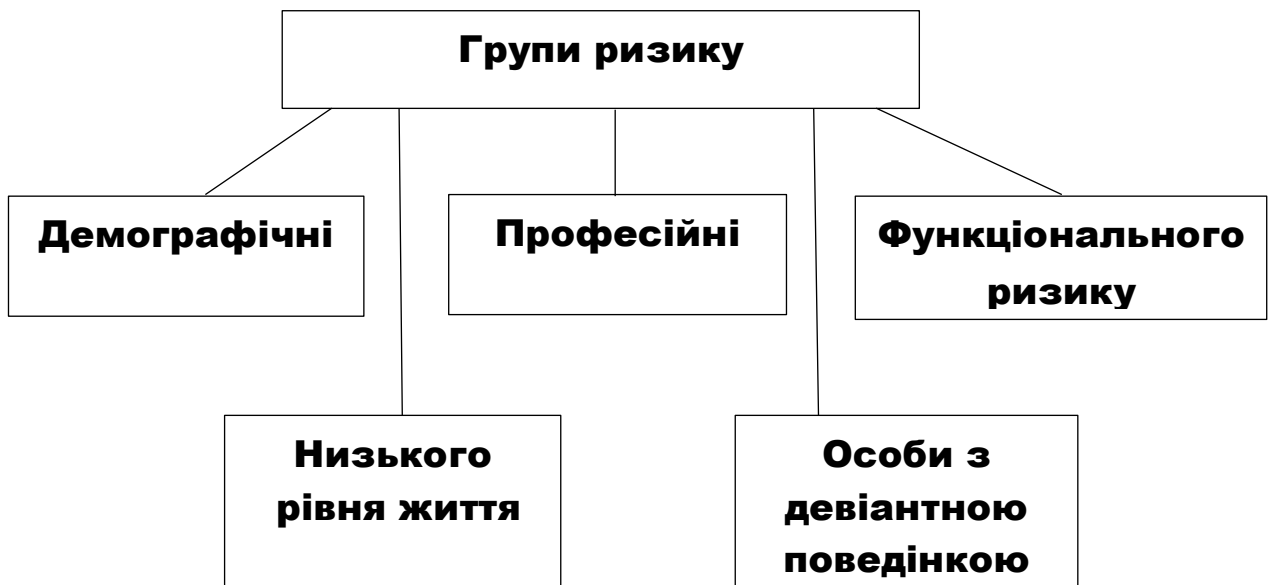 Групи ризику
Демографічні
Професійні
Функціонального
ризику
Низького
рівня життя
Особи з
девіантною
поведінкою